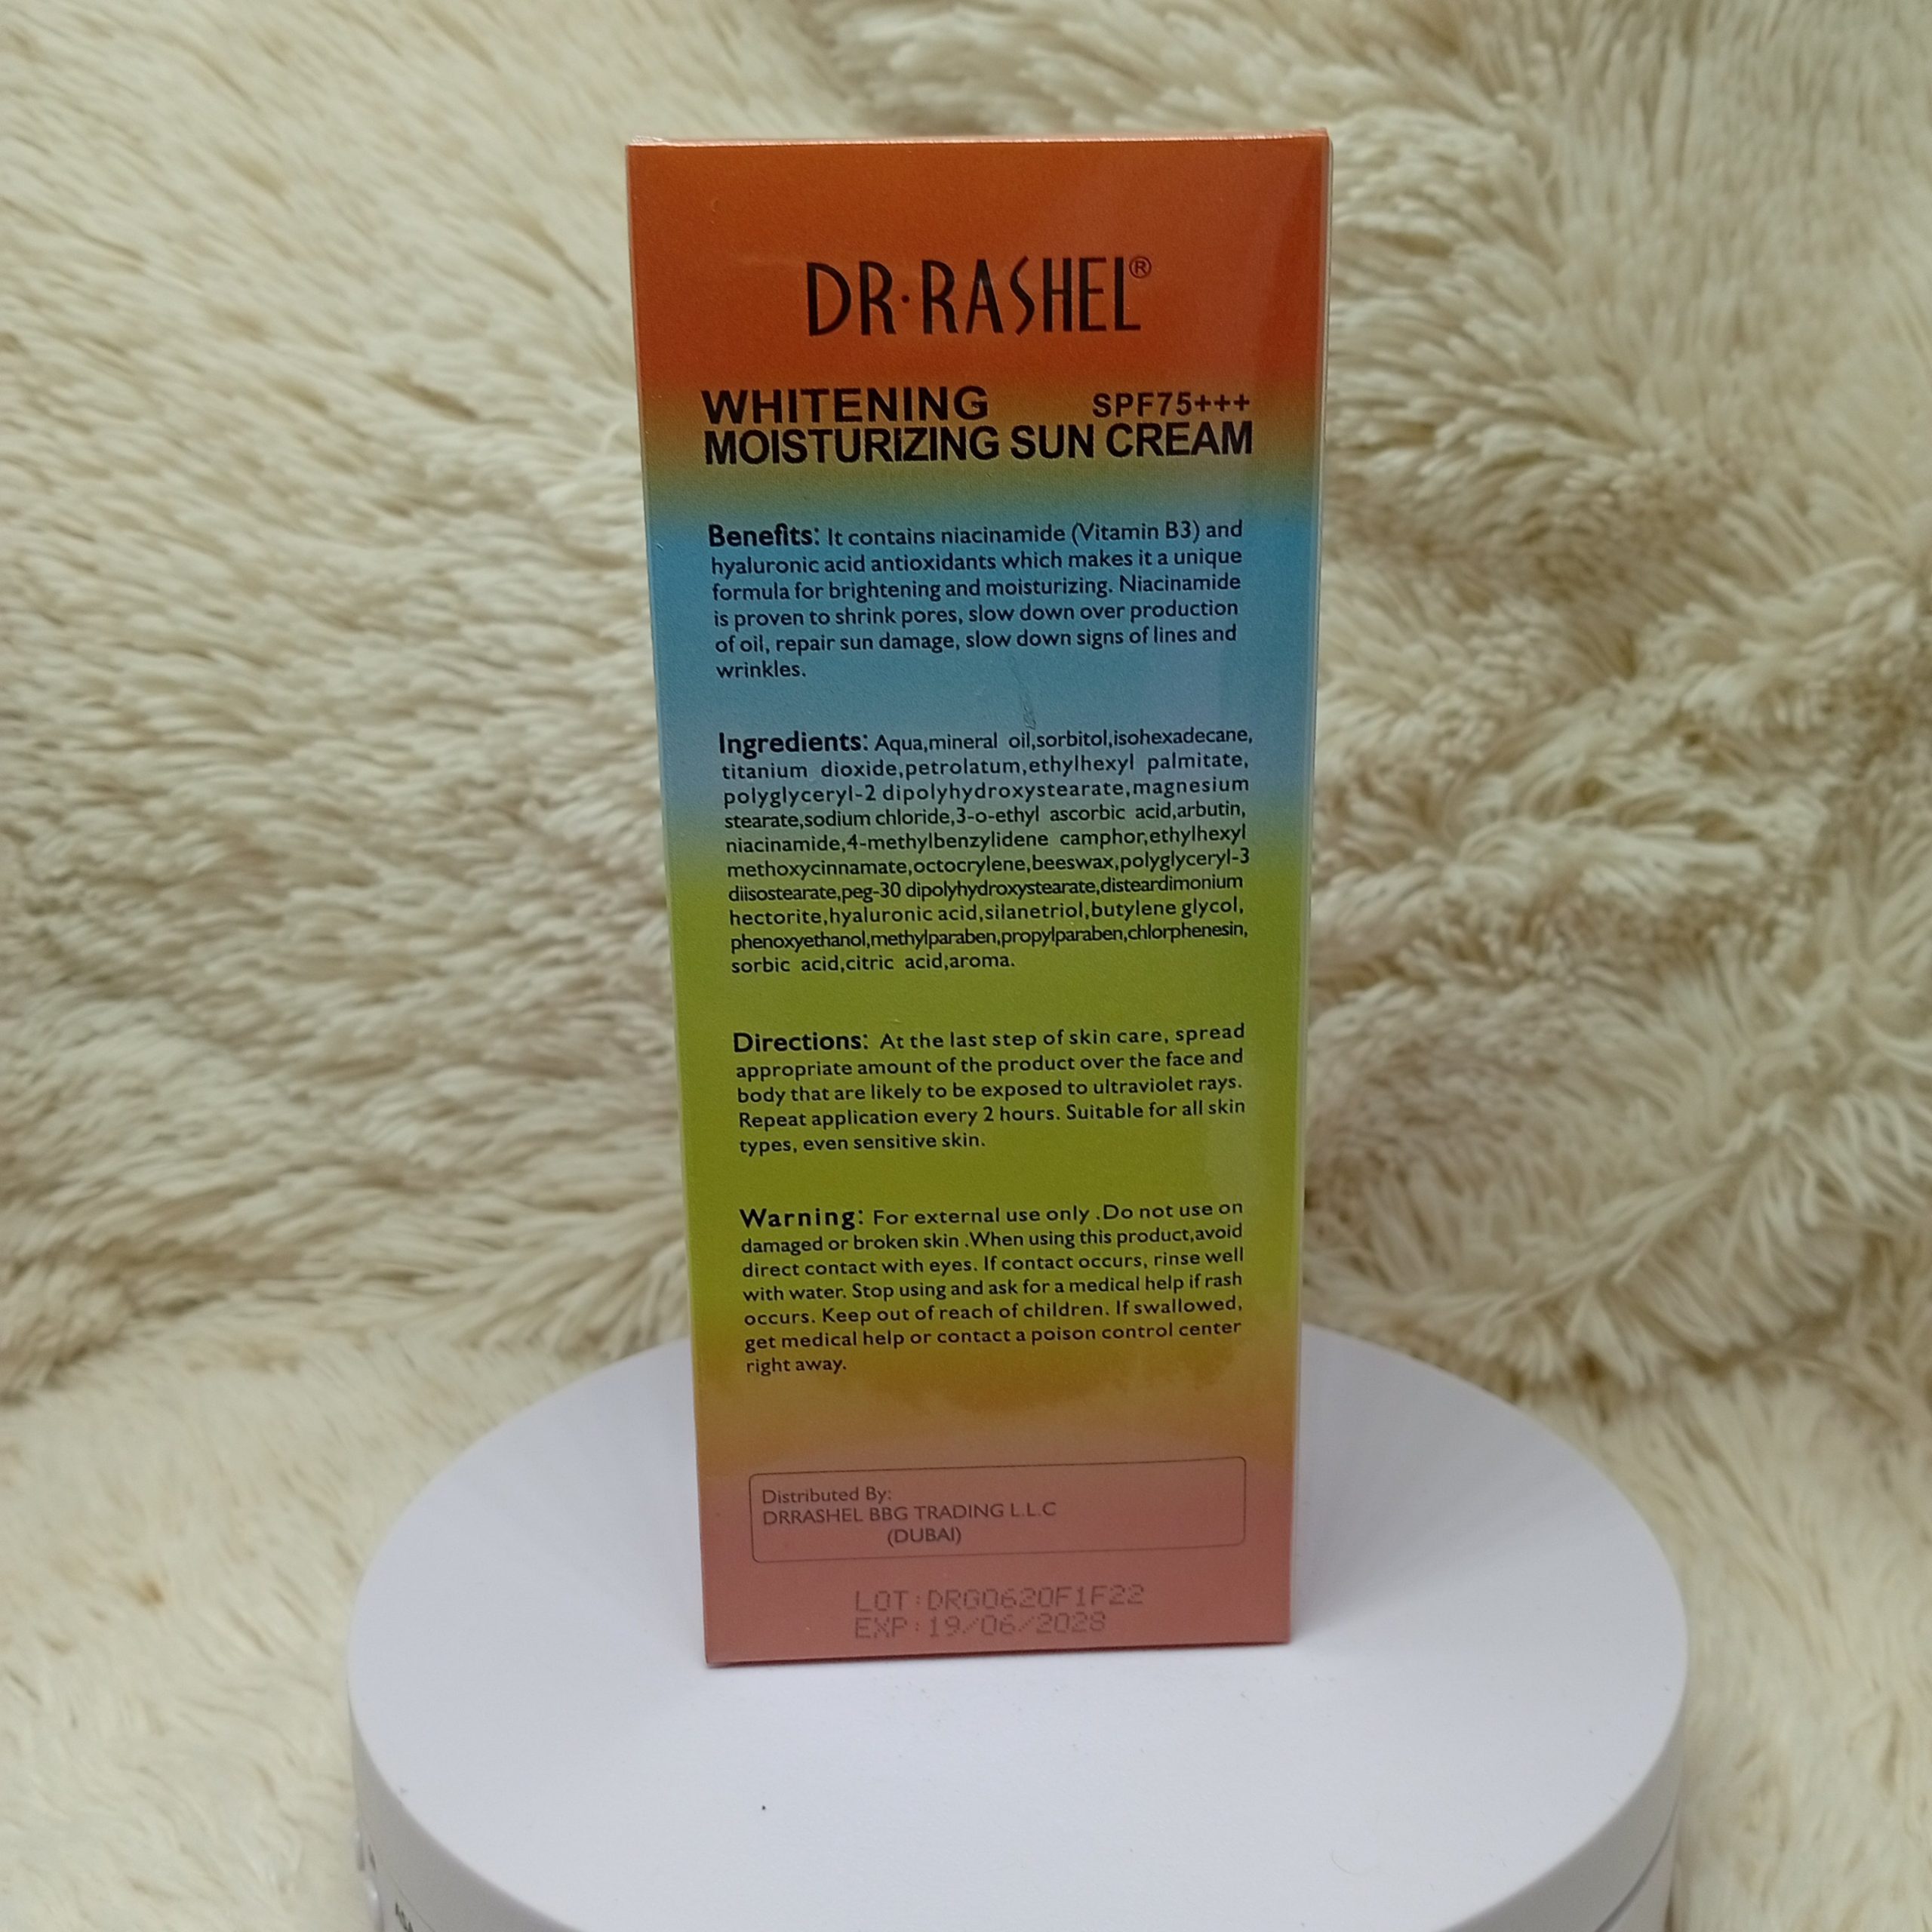 DR·RASHEL®
WHITENING SPF75+++
MOISTURIZING SUN CREAM
Benefits: It contains niacinamide (Vitamin B3) and
hyaluronic acid antioxidants which makes it a unique
formula for brightening and moisturizing. Niacinamide
is proven to shrink pores, slow down over production
of oil, repair sun damage, slow down signs of lines and
wrinkles.
Ingredients: Aqua,mineral oil,sorbitol,isohexadecane,
titanium dioxide,petrolatum,ethylhexyl palmitate,
polyglyceryl-2 dipolyhydroxystearate,magnesium
stearate,sodium chloride,3-o-ethyl ascorbic acid,arbutin,
niacinamide,4-methylbenzylidene camphor,ethylhexyl
methoxycinnamate,octocrylene,beeswax,polyglyceryl-3
diisostearate,peg-30 dipolyhydroxystearate,disteardimonium
hectorite,hyaluronic acid,silanetriol,butylene glycol,
phenoxyethanol,methylparaben,propylparaben,chlorphenesin,
sorbic acid,citric acid,aroma.
Directions: At the last step of skin care, spread
appropriate amount of the product over the face and
body that are likely to be exposed to ultraviolet rays.
Repeat application every 2 hours. Suitable for all skin
types, even sensitive skin.
Warning: For external use only .Do not use on
damaged or broken skin .When using this product,avoid
direct contact with eyes. If contact occurs, rinse well
with water. Stop using and ask for a medical help if rash
occurs. Keep out of reach of children. If swallowed,
get medical help or contact a poison control center
right away.
Distributed By:
DRRASHEL BBG TRADING L.L.C
(DUBAI)
LOT:DRG0620F1F22
EXP:19/06/2028